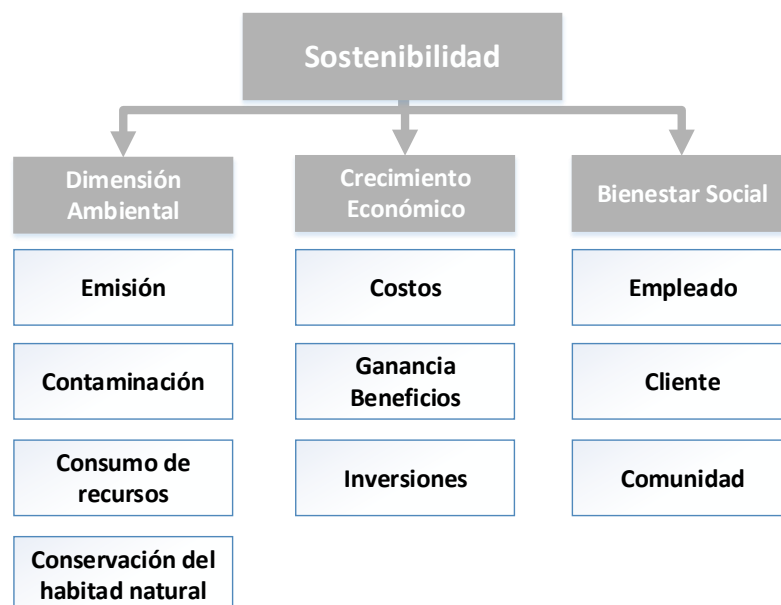 Sostenibilidad
Dimensión
Ambiental
Crecimiento
Económico
Bienestar Social
Emisión
Costos
Empleado
Contaminación
Ganancia
Beneficios
Cliente
Consumo de
recursos
Inversiones
Comunidad
Conservación del
habitad natural